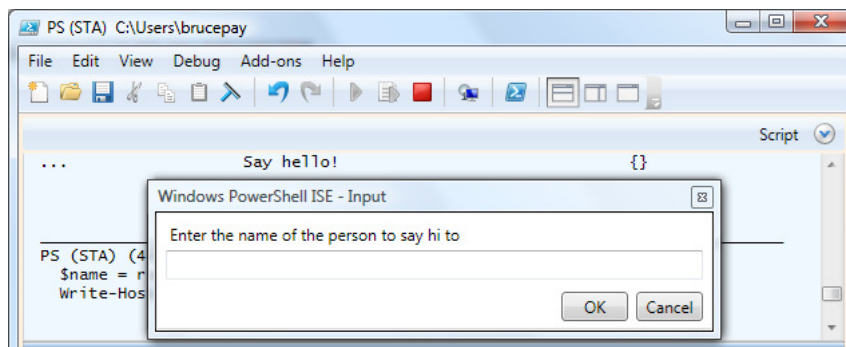 PS (STA) C:\Users\brucepay
File Edit View Debug Add-ons Help
Script
... Say hello! {}
Windows PowerShell ISE - Input
Enter the name of the person to say hi to
PS (STA) (4
$name = r
Write-Hos
OK Cancel